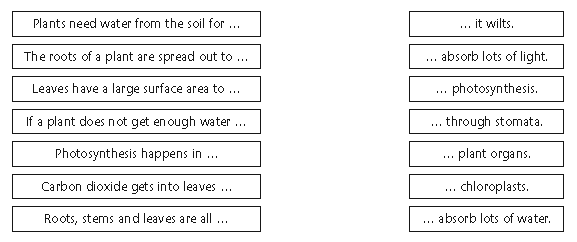 Plants need water from the soil for ...
... it wilts.
The roots of a plant are spread out to ...
... absorb lots of light.
Leaves have a large surface area to ...
... photosynthesis.
If a plant does not get enough water ...
... through stomata.
Photosynthesis happens in ...
... plant organs.
Carbon dioxide gets into leaves ...
... chloroplasts.
Roots, stems and leaves are all ...
... absorb lots of water.